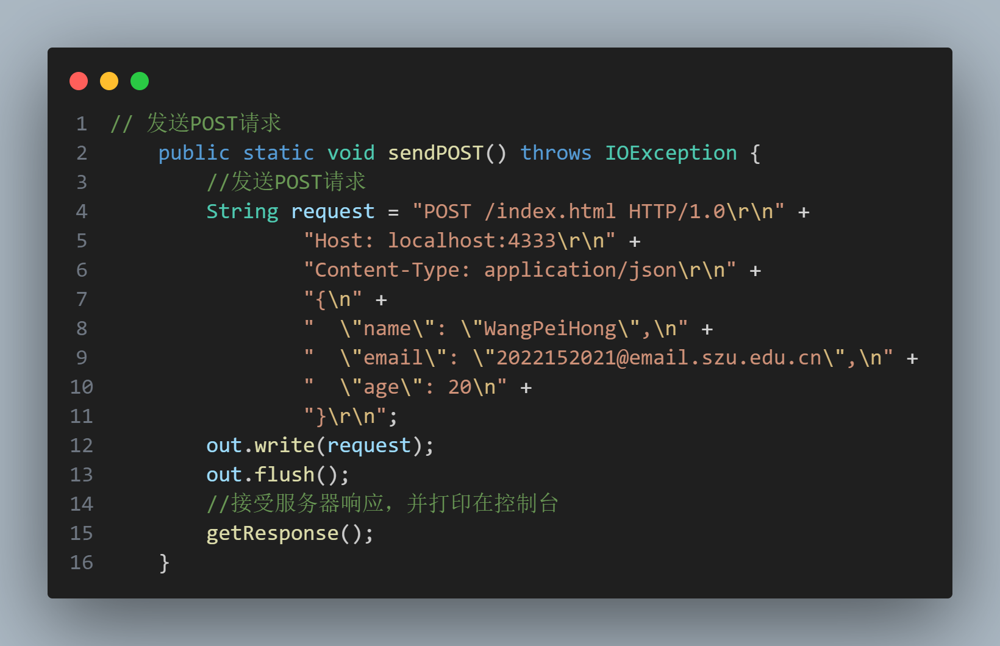 1 // 发送POST请求
2     public static void sendPOST() throws IOException {
3         //发送POST请求
4         String request = "POST /index.html HTTP/1.0\r\n" +
5                 "Host: localhost:4333\r\n" +
6                 "Content-Type: application/json\r\n" +
7                 "{\n" +
8                 "  \"name\": \"WangPeiHong\",\n" +
9                 "  \"email\": \"2022152021@email.szu.edu.cn\",\n" +
10                 "  \"age\": 20\n" +
11                 "}\r\n";
12         out.write(request);
13         out.flush();
14         //接受服务器响应，并打印在控制台
15         getResponse();
16     }